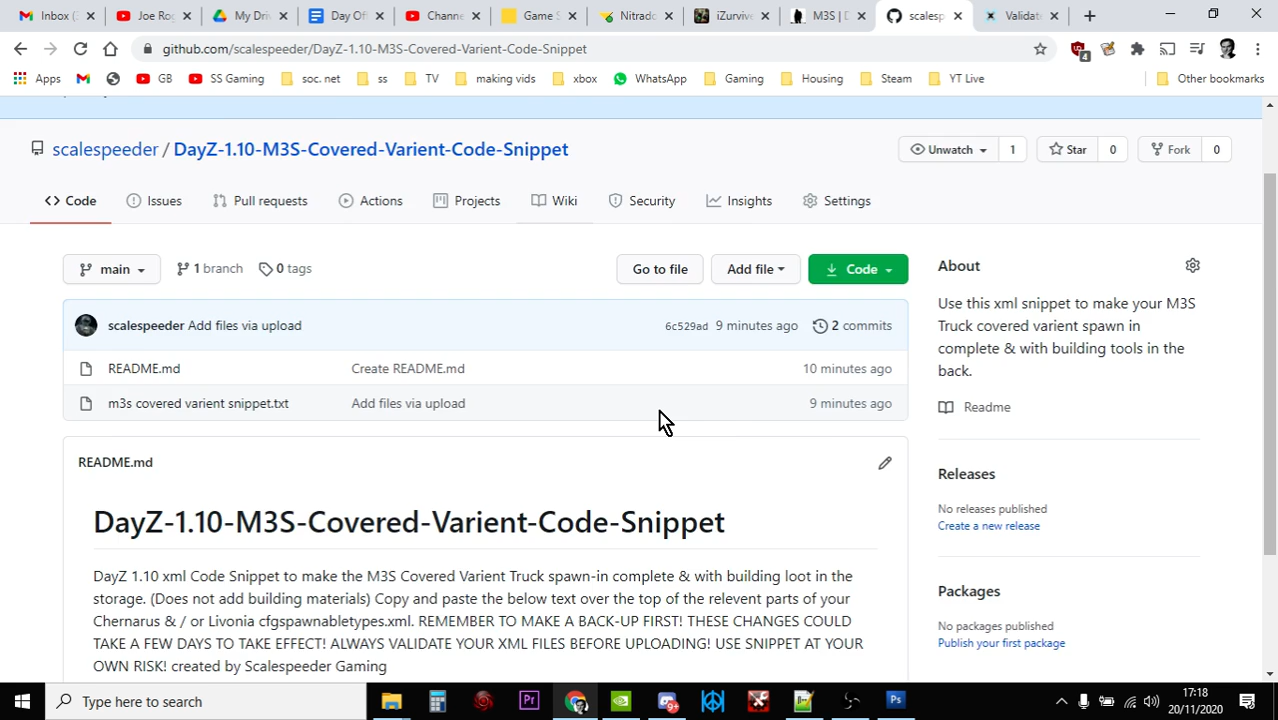 Inbox (3
Joe Ro
My Dri
Day Of
Chann
Game S
Nitrad
iZurviv
M3S | D
scalesp
Validat
github.com/scalespeeder/DayZ-1.10-M3S-Covered-Varient-Code-Snippet
4
Apps
GB
SS Gaming
soc. net
ss
TV
making vids
xbox
WhatsApp
Gaming
Housing
Steam
YT Live
Other bookmarks
scalespeeder / DayZ-1.10-M3S-Covered-Varient-Code-Snippet
Unwatch 1
Star 0
Fork 0
Code
Issues
Pull requests
Actions
Projects
Wiki
Security
Insights
Settings
main
1 branch
0 tags
Go to file
Add file
Code
scalespeeder Add files via upload
6c529ad 9 minutes ago
2 commits
README.md
Create README.md
10 minutes ago
m3s covered varient snippet.txt
Add files via upload
9 minutes ago
README.md
DayZ-1.10-M3S-Covered-Varient-Code-Snippet
DayZ 1.10 xml Code Snippet to make the M3S Covered Varient Truck spawn-in complete & with building loot in the
storage. (Does not add building materials) Copy and paste the below text over the top of the relevent parts of your
Chernarus & / or Livonia cfgspawnabletypes.xml. REMEMBER TO MAKE A BACK-UP FIRST! THESE CHANGES COULD
TAKE A FEW DAYS TO TAKE EFFECT! ALWAYS VALIDATE YOUR XML FILES BEFORE UPLOADING! USE SNIPPET AT YOUR
OWN RISK! created by Scalespeeder Gaming
About
Use this xml snippet to make your M3S
Truck covered varient spawn in
complete & with building tools in the
back.
Readme
Releases
No releases published
Create a new release
Packages
No packages published
Publish your first package
Type here to search
17:18
20/11/2020